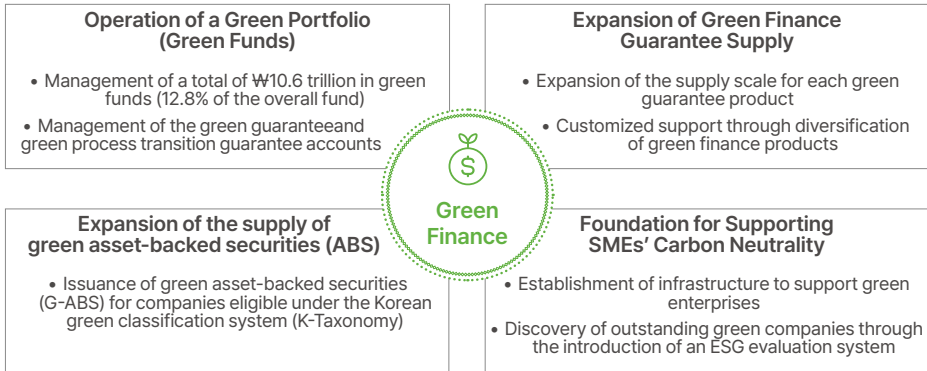 Operation of a Green Portfolio
(Green Funds)
• Management of a total of ₩10.6 trillion in green
funds (12.8% of the overall fund)
• Management of the green guaranteeand
green process transition guarantee accounts
Expansion of Green Finance
Guarantee Supply
• Expansion of the supply scale for each green
guarantee product
• Customized support through diversification
of green finance products
$
Green
Finance
Expansion of the supply of
green asset-backed securities (ABS)
• Issuance of green asset-backed securities
(G-ABS) for companies eligible under the Korean
green classification system (K-Taxonomy)
Foundation for Supporting
SMEs’ Carbon Neutrality
• Establishment of infrastructure to support green
enterprises
• Discovery of outstanding green companies through
the introduction of an ESG evaluation system